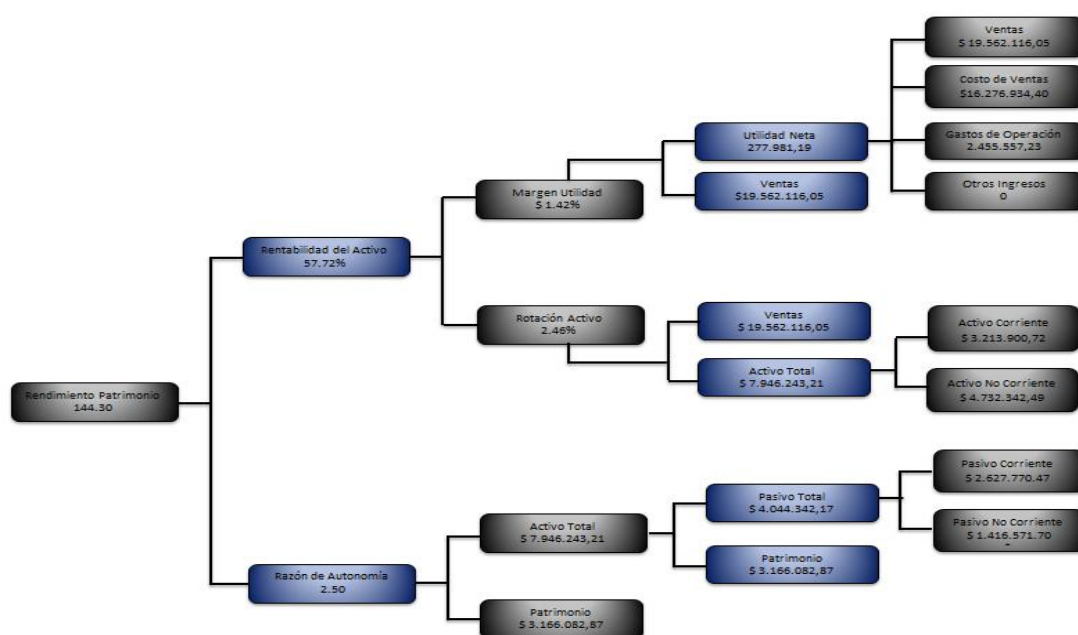 Ventas
$ 19.562.116,05
Costo de Ventas
$16.276.934,40
Utilidad Neta
277.981,19
Gastos de Operación
2.455.557,23
Ventas
$19.562.116,05
Otros Ingresos
0
Margen Utilidad
$ 1.42%
Rentabilidad del Activo
57.72%
Rotación Activo
2.46%
Ventas
$ 19.562.116,05
Activo Corriente
$ 3.213.900,72
Activo Total
$ 7.946.243,21
Activo No Corriente
$ 4.732.342,49
Rendimiento Patrimonio
144.30
Pasivo Corriente
$ 2.627.770.47
Pasivo Total
$ 4.044.342,17
Activo Total
$ 7.946.243,21
Pasivo No Corriente
$ 1.416.571.70
Patrimonio
$ 3.166.082,87
Razón de Autonomía
2.50
Patrimonio
$ 3.166.082,87